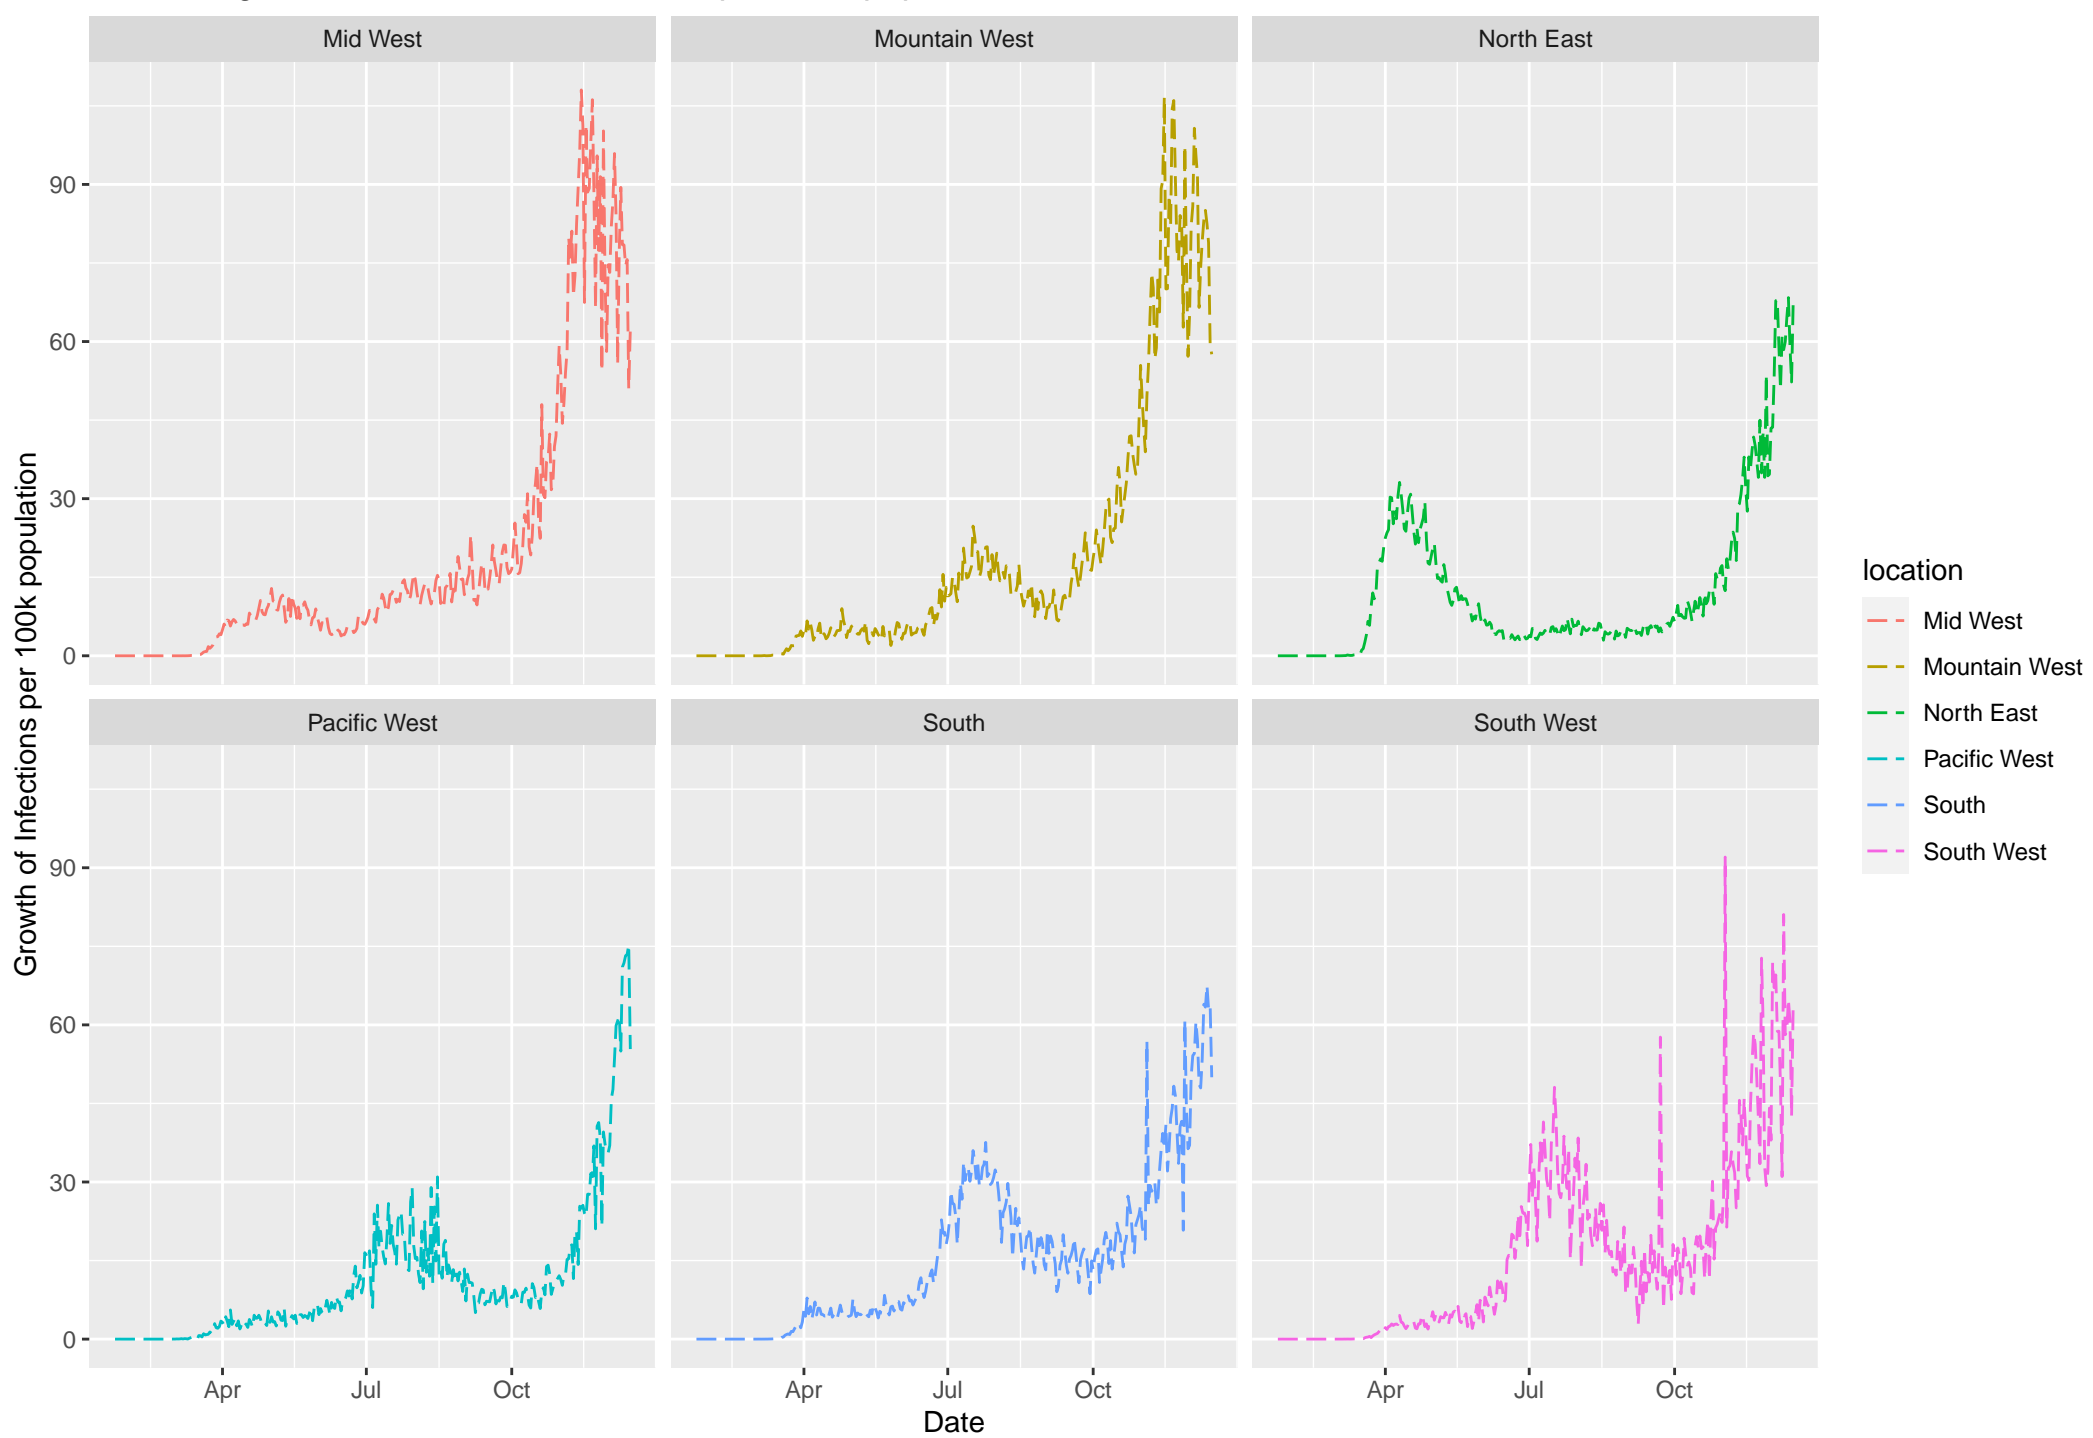 Mid West
Mountain West
North East
90
60
30
0
Pacific West
South
South West
90
60
30
0
Apr
Jul
Oct
Apr
Jul
Oct
Apr
Jul
Oct
Date
Growth of Infections per 100k population
location
Mid West
Mountain West
North East
Pacific West
South
South West